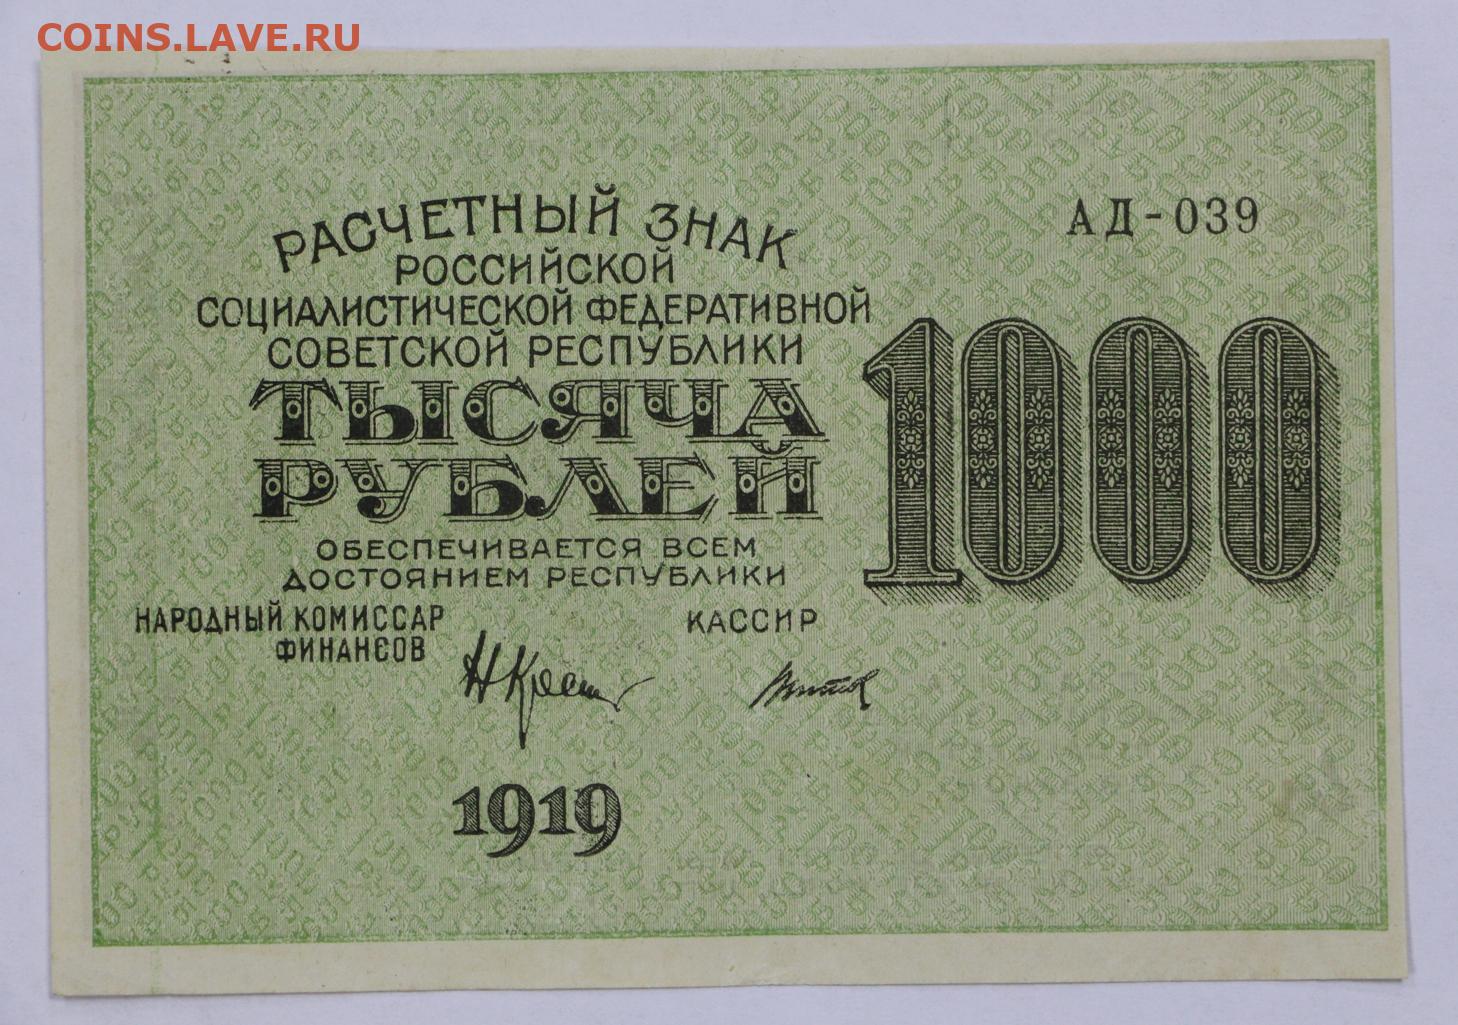 COINS.LAVE.RU
РАСЧЕТНЫЙ ЗНАК
РОССИЙСКОЙ
СОЦИАЛИСТИЧЕСКОЙ ФЕДЕРАТИВНОЙ
СОВЕТСКОЙ РЕСПУБЛИКИ
ТЫСЯЧА
РУБЛЕЙ
ОБЕСПЕЧИВАЕТСЯ ВСЕМ
ДОСТОЯНИЕМ РЕСПУБЛИКИ
НАРОДНЫЙ КОМИССАР
ФИНАНСОВ
КАССИР
1919
АД-039
1000